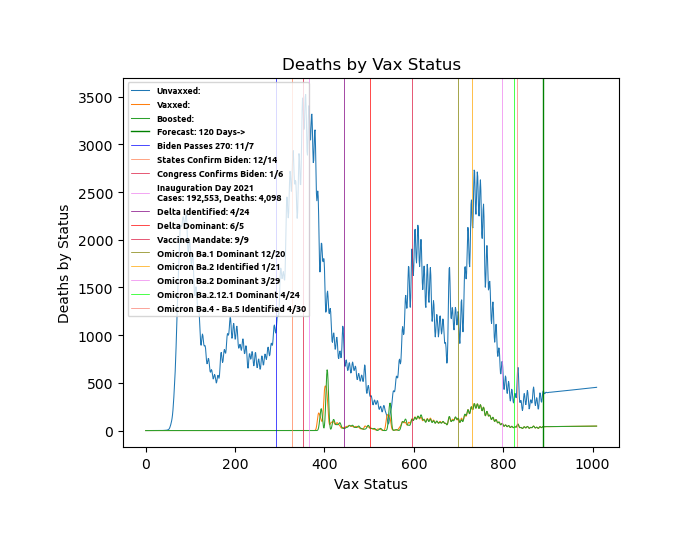 Deaths by Vax Status
Deaths by Vax Status
3500
3000
2500
2000
1500
1000
500
0
Unvaxxed:
Vaxxed:
Boosted:
Forecast: 120 Days->
Biden Passes 270: 11/7
States Confirm Biden: 12/14
Congress Confirms Biden: 1/6
Inauguration Day 2021
Cases: 192,553, Deaths: 4,098
Delta Identified: 4/24
Delta Dominant: 6/5
Vaccine Mandate: 9/9
Omicron Ba.1 Dominant 12/20
Omicron Ba.2 Identified 1/21
Omicron Ba.2 Dominant 3/29
Omicron Ba.2.12.1 Dominant 4/24
Omicron Ba.4 - Ba.5 Identified 4/30
0 200 400 600 800 1000
Vax Status